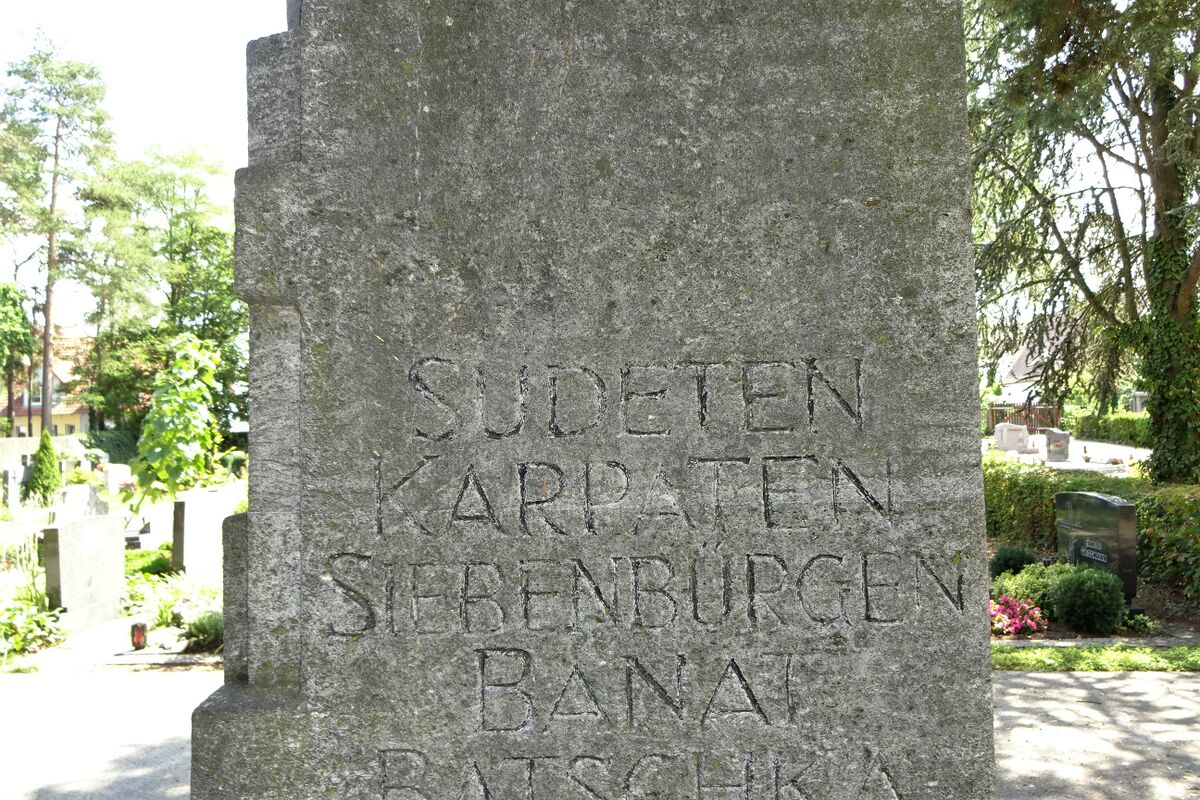 SUDETEN
KARPATEN
SIEBENBÜRGEN
BANAT
BATSCHKA